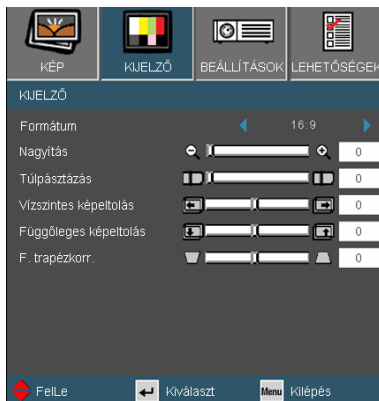 KÉP KIJELZŐ BEÁLLÍTÁSOK LEHETŐSÉGEK
KIJELZŐ
Formátum 16:9
Nagyítás 0
Túlpásztázás 0
Vízszintes képeltolás 0
Függőleges képeltolás 0
F. trapézkorr. 0
FelLe Kiválaszt Menu Kilépés